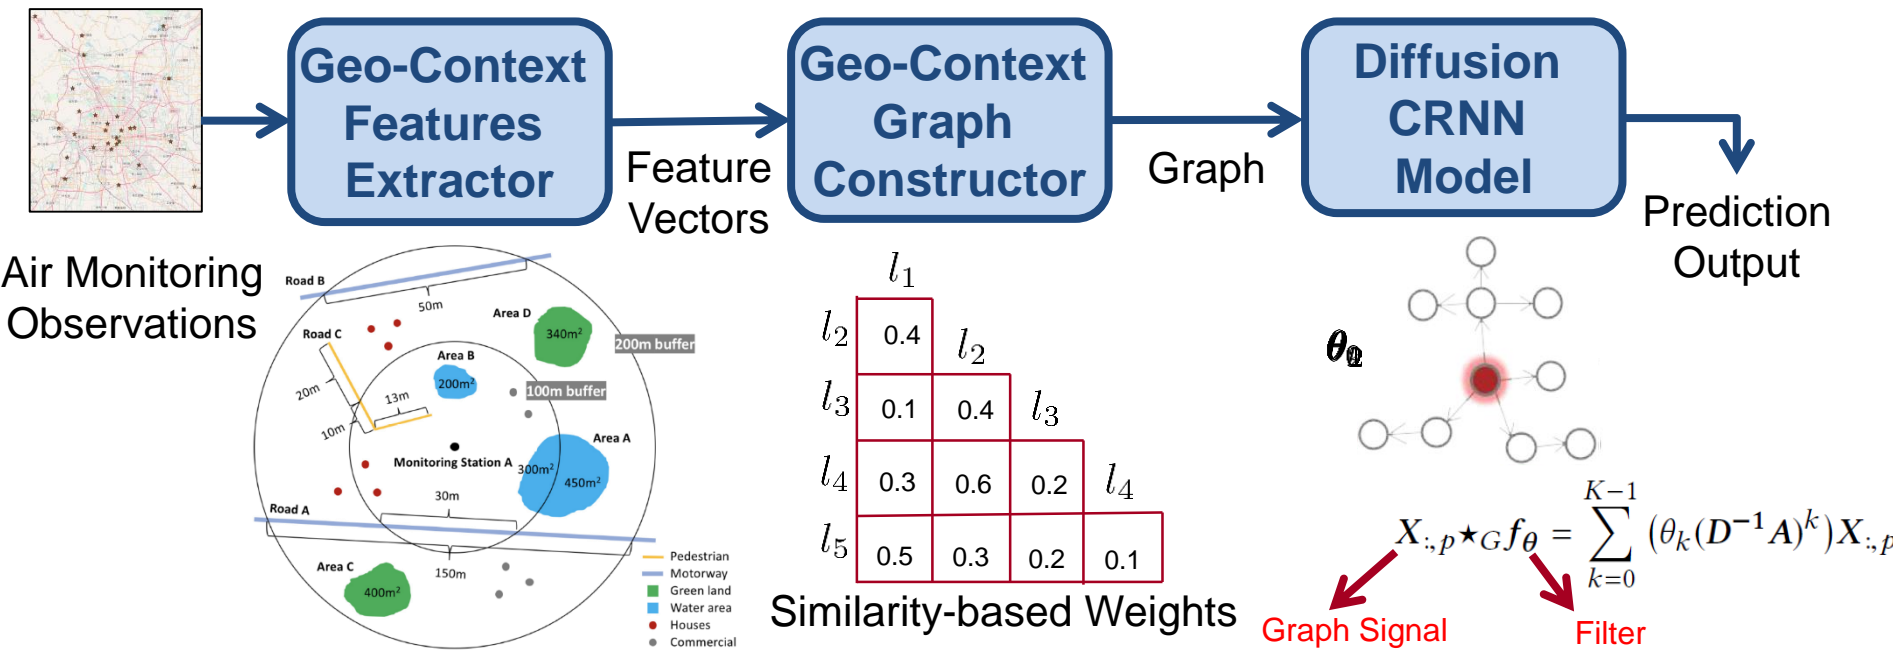 Geo-Context
Features
Extractor
Geo-Context
Graph
Constructor
Diffusion
CRNN
Model
Feature
Vectors
Graph
Prediction
Output
Air Monitoring
Observations
Road B
50m
Road C
Area D
340m²
200m buffer
Area B
200m²
100m buffer
20m
13m
10m
Area A
Monitoring Station A
300m²
450m²
30m
Road A
150m
Area C
400m²
Pedestrian
Motorway
Green land
Water area
Houses
Commercial
l₁
l₂ 0.4 l₂
l₃ 0.1 0.4 l₃
l₄ 0.3 0.6 0.2 l₄
l₅ 0.5 0.3 0.2 0.1
Similarity-based Weights
X:,p ⋆G fθ = ∑_{k=0}^{K−1} (θk(D⁻¹A)ᵏ)X:,p
Graph Signal
Filter